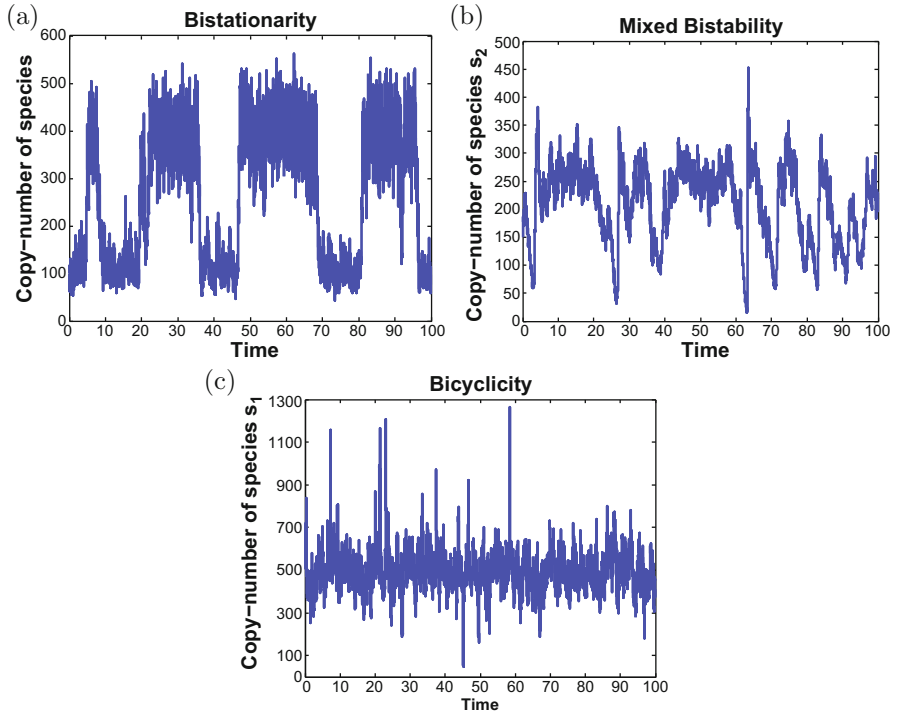 (a)
Bistationarity
Copy-number of species
600
500
400
300
200
100
0
0 10 20 30 40 50 60 70 80 90 100
Time
(b)
Mixed Bistability
Copy-number of species s2
500
450
400
350
300
250
200
150
100
50
0
0 10 20 30 40 50 60 70 80 90 100
Time
(c)
Bicyclicity
Copy-number of species s1
1300
1100
900
700
500
300
100
0
0 10 20 30 40 50 60 70 80 90 100
Time